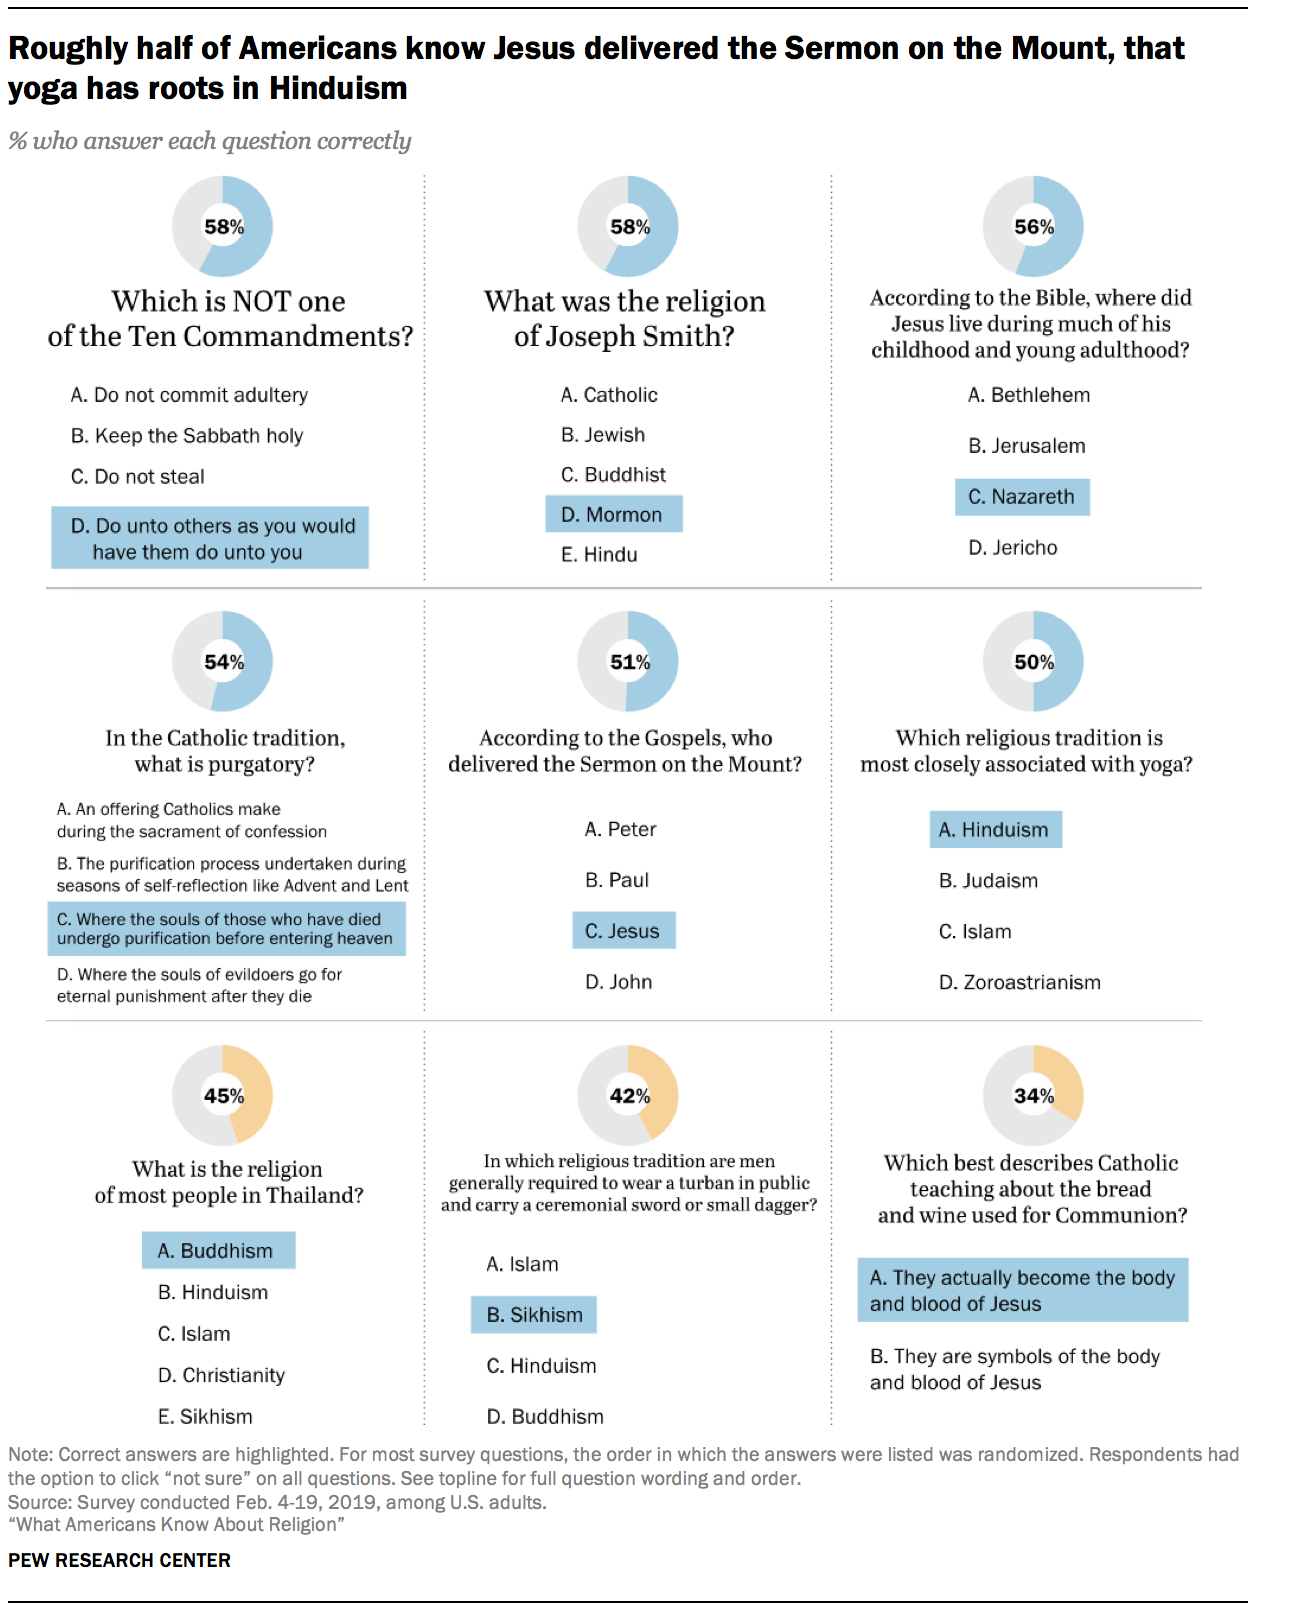 Roughly half of Americans know Jesus delivered the Sermon on the Mount, that
yoga has roots in Hinduism
% who answer each question correctly
58%
Which is NOT one
of the Ten Commandments?
A. Do not commit adultery
B. Keep the Sabbath holy
C. Do not steal
D. Do unto others as you would
have them do unto you
58%
What was the religion
of Joseph Smith?
A. Catholic
B. Jewish
C. Buddhist
D. Mormon
E. Hindu
56%
According to the Bible, where did
Jesus live during much of his
childhood and young adulthood?
A. Bethlehem
B. Jerusalem
C. Nazareth
D. Jericho
54%
In the Catholic tradition,
what is purgatory?
A. An offering Catholics make
during the sacrament of confession
B. The purification process undertaken during
seasons of self-reflection like Advent and Lent
C. Where the souls of those who have died
undergo purification before entering heaven
D. Where the souls of evildoers go for
eternal punishment after they die
51%
According to the Gospels, who
delivered the Sermon on the Mount?
A. Peter
B. Paul
C. Jesus
D. John
50%
Which religious tradition is
most closely associated with yoga?
A. Hinduism
B. Judaism
C. Islam
D. Zoroastrianism
45%
What is the religion
of most people in Thailand?
A. Buddhism
B. Hinduism
C. Islam
D. Christianity
E. Sikhism
42%
In which religious tradition are men
generally required to wear a turban in public
and carry a ceremonial sword or small dagger?
A. Islam
B. Sikhism
C. Hinduism
D. Buddhism
34%
Which best describes Catholic
teaching about the bread
and wine used for Communion?
A. They actually become the body
and blood of Jesus
B. They are symbols of the body
and blood of Jesus
Note: Correct answers are highlighted. For most survey questions, the order in which the answers were listed was randomized. Respondents had
the option to click “not sure” on all questions. See topline for full question wording and order.
Source: Survey conducted Feb. 4-19, 2019, among U.S. adults.
“What Americans Know About Religion”
PEW RESEARCH CENTER